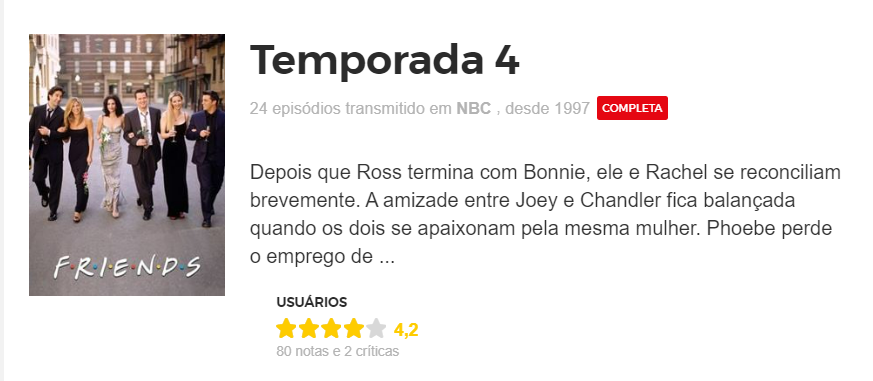 Temporada 4
24 episódios transmitido em NBC , desde 1997 COMPLETA
Depois que Ross termina com Bonnie, ele e Rachel se reconciliam
brevemente. A amizade entre Joey e Chandler fica balançada
quando os dois se apaixonam pela mesma mulher. Phoebe perde
o emprego de ...
F·R·I·E·N·D·S
USUÁRIOS
4,2
80 notas e 2 críticas